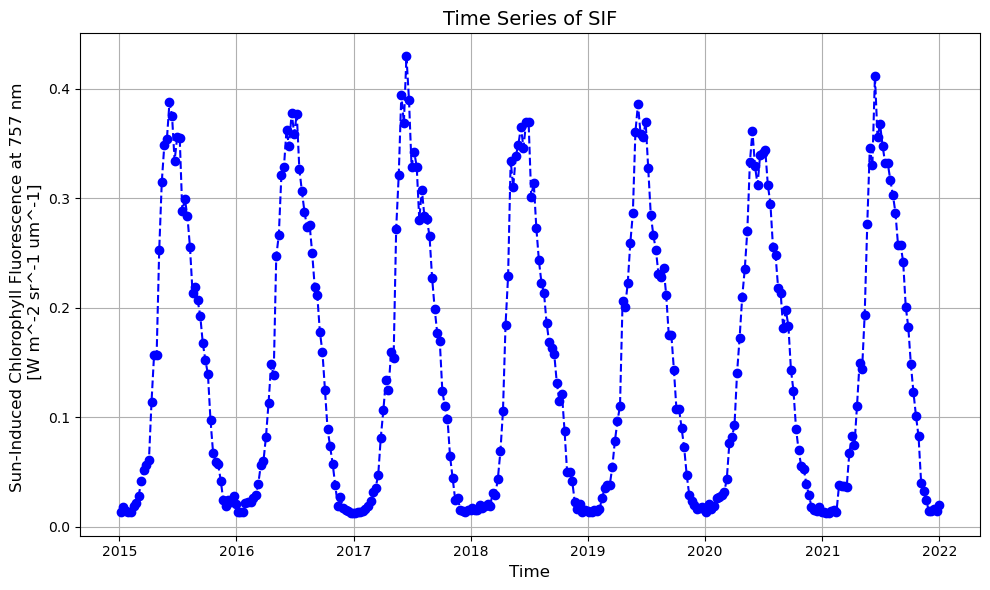 Time Series of SIF
Sun-Induced Chlorophyll Fluorescence at 757 nm
[W m^-2 sr^-1 um^-1]
0.4
0.3
0.2
0.1
0.0
2015 2016 2017 2018 2019 2020 2021 2022
Time